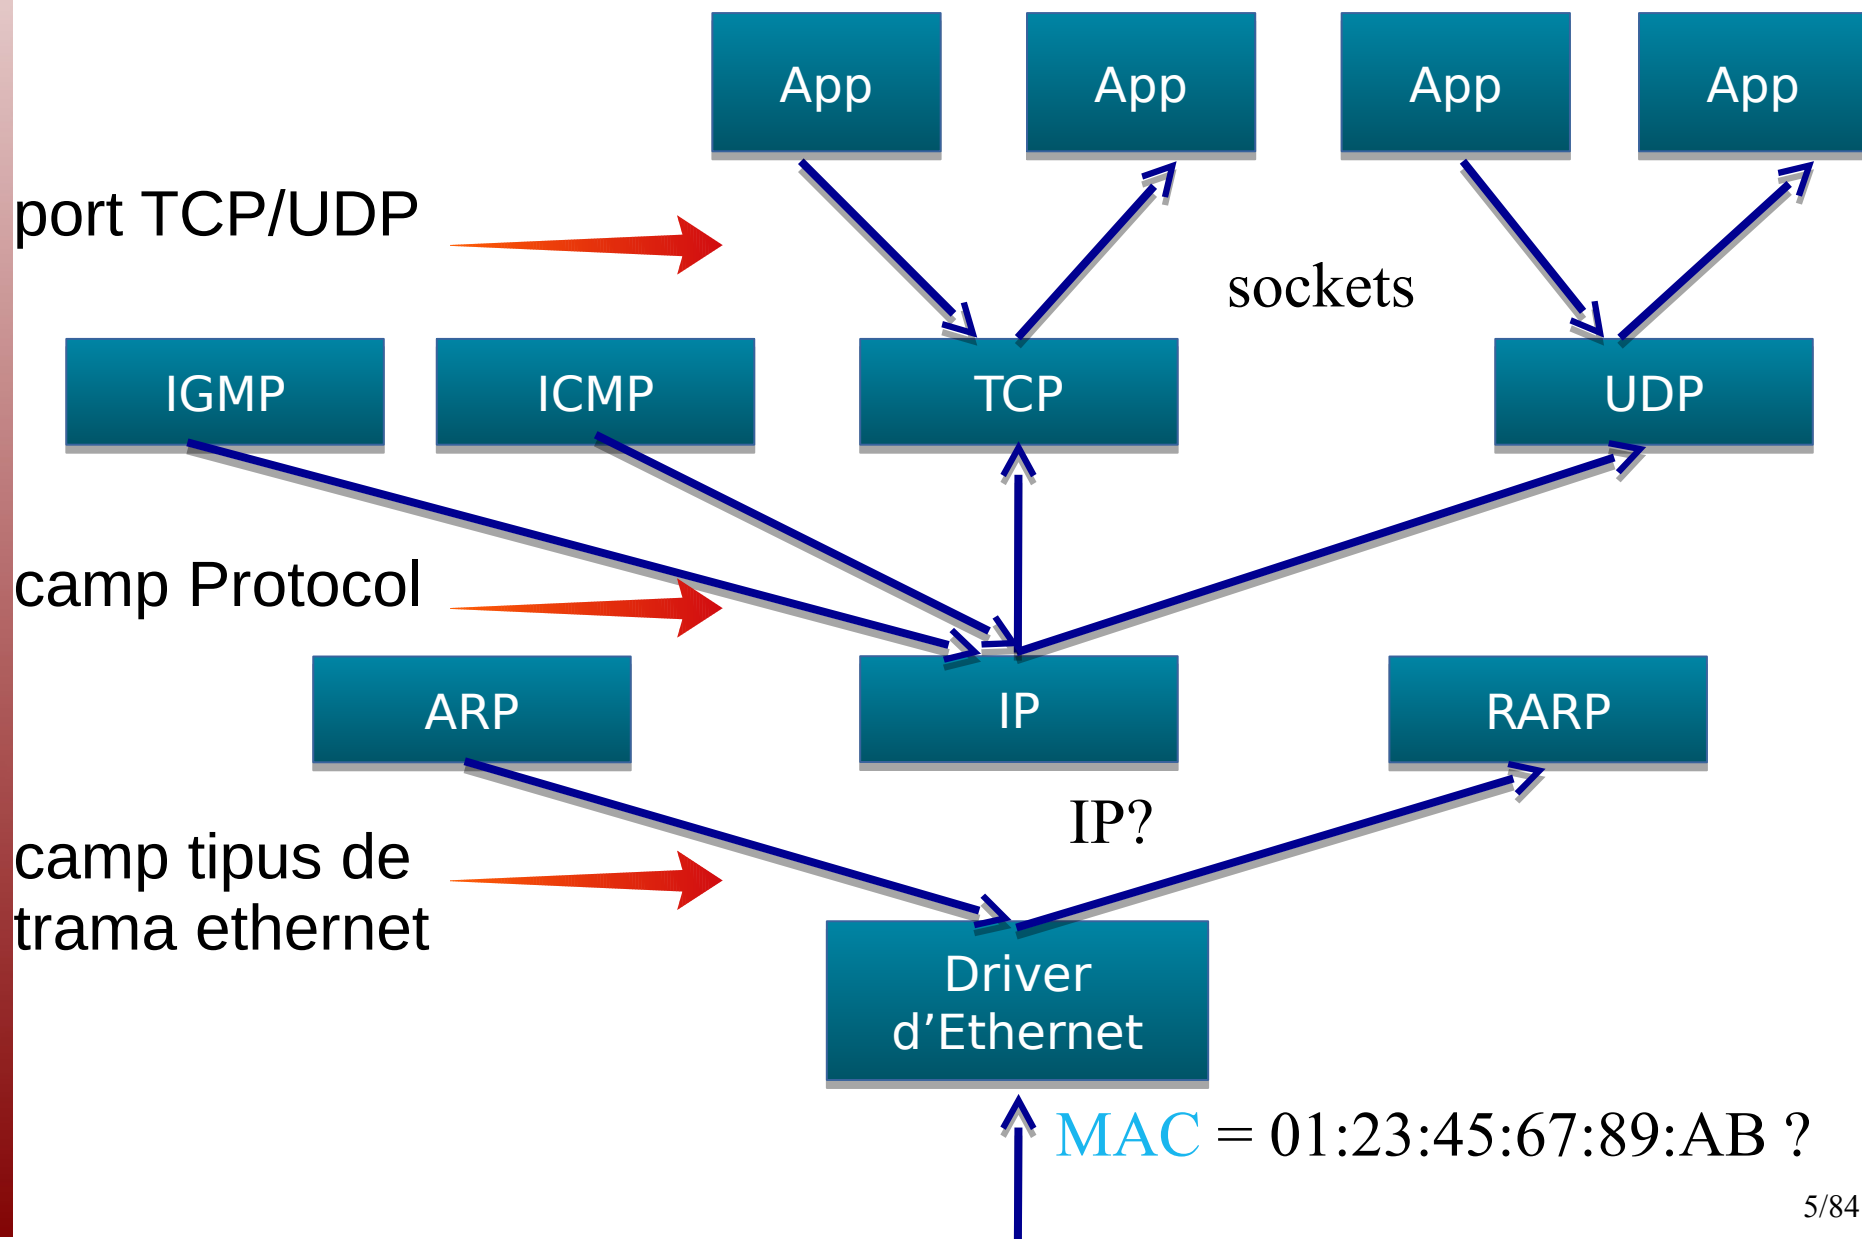 App
App
App
App
port TCP/UDP
sockets
IGMP
ICMP
TCP
UDP
camp Protocol
ARP
IP
RARP
IP?
camp tipus de
trama ethernet
Driver
d’Ethernet
MAC = 01:23:45:67:89:AB ?
5/84